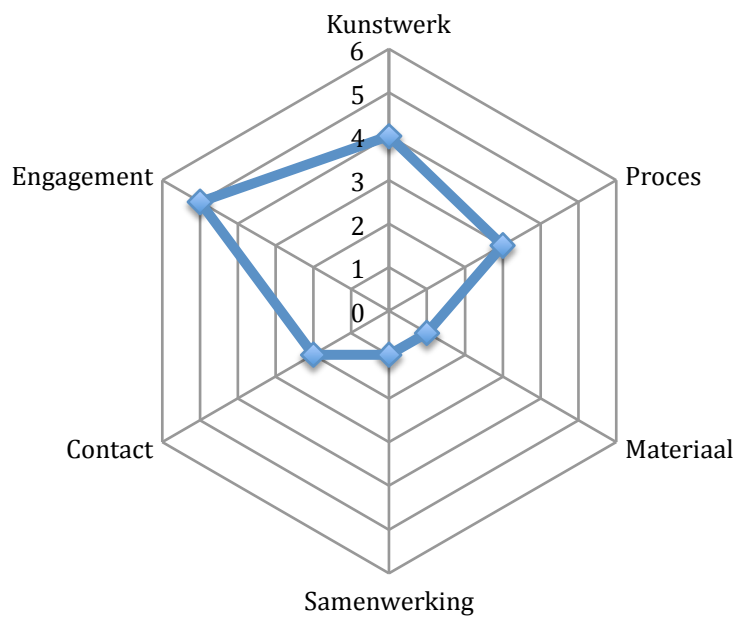 Kunstwerk
6
5
4
3
2
1
0
Engagement
Proces
Contact
Materiaal
Samenwerking